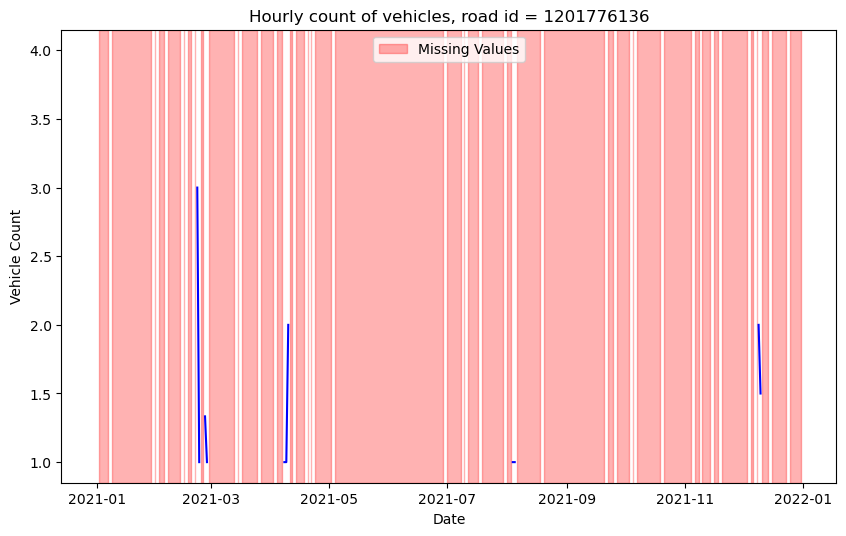 Hourly count of vehicles, road id = 1201776136
Missing Values
4.0
3.5
3.0
2.5
2.0
1.5
1.0
Vehicle Count
2021-01 2021-03 2021-05 2021-07 2021-09 2021-11 2022-01
Date